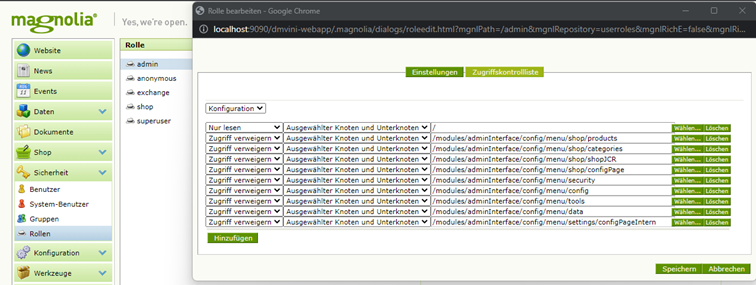 magnolia
Yes, we're open.
Website
News
Events
Daten
Dokumente
Shop
Sicherheit
Benutzer
System-Benutzer
Gruppen
Rollen
Konfiguration
Werkzeuge
Rolle
admin
anonymous
exchange
shop
superuser
Rolle bearbeiten - Google Chrome
localhost:9090/dmvini-webapp/.magnolia/dialogs/roleedit.html?mgnlPath=/admin&mgnlRepository=userroles&mgnlRichE=false&mgnlRi...
Einstellungen Zugriffskontrollliste
Konfiguration
Nur lesen Ausgewählter Knoten und Unterknoten / Wählen... Löschen
Zugriff verweigern Ausgewählter Knoten und Unterknoten /modules/adminInterface/config/menu/shop/products Wählen... Löschen
Zugriff verweigern Ausgewählter Knoten und Unterknoten /modules/adminInterface/config/menu/shop/categories Wählen... Löschen
Zugriff verweigern Ausgewählter Knoten und Unterknoten /modules/adminInterface/config/menu/shop/shopJCR Wählen... Löschen
Zugriff verweigern Ausgewählter Knoten und Unterknoten /modules/adminInterface/config/menu/shop/configPage Wählen... Löschen
Zugriff verweigern Ausgewählter Knoten und Unterknoten /modules/adminInterface/config/menu/security Wählen... Löschen
Zugriff verweigern Ausgewählter Knoten und Unterknoten /modules/adminInterface/config/menu/config Wählen... Löschen
Zugriff verweigern Ausgewählter Knoten und Unterknoten /modules/adminInterface/config/menu/tools Wählen... Löschen
Zugriff verweigern Ausgewählter Knoten und Unterknoten /modules/adminInterface/config/menu/data Wählen... Löschen
Zugriff verweigern Ausgewählter Knoten und Unterknoten /modules/adminInterface/config/menu/settings/configPageIntern Wählen... Löschen
Hinzufügen
Speichern Abbrechen